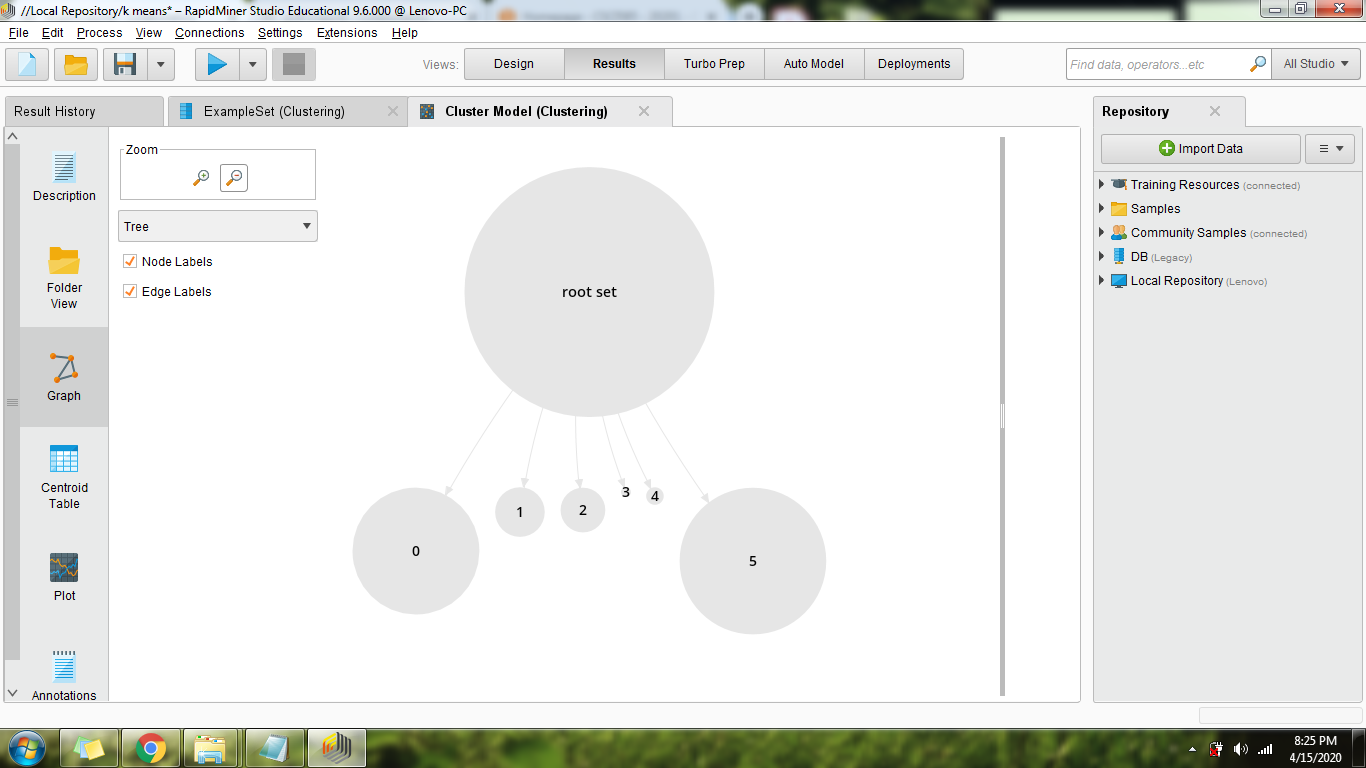 //Local Repository/k means* – RapidMiner Studio Educational 9.6.000 @ Lenovo-PC
File Edit Process View Connections Settings Extensions Help
Views: Design Results Turbo Prep Auto Model Deployments
Find data, operators...etc
All Studio
Result History
ExampleSet (Clustering)
Cluster Model (Clustering)
Repository
Description
Folder
View
Graph
Centroid
Table
Plot
Annotations
Zoom
Tree
Node Labels
Edge Labels
root set
0
1
2
3
4
5
Import Data
Training Resources (connected)
Samples
Community Samples (connected)
DB (Legacy)
Local Repository (Lenovo)
8:25 PM
4/15/2020